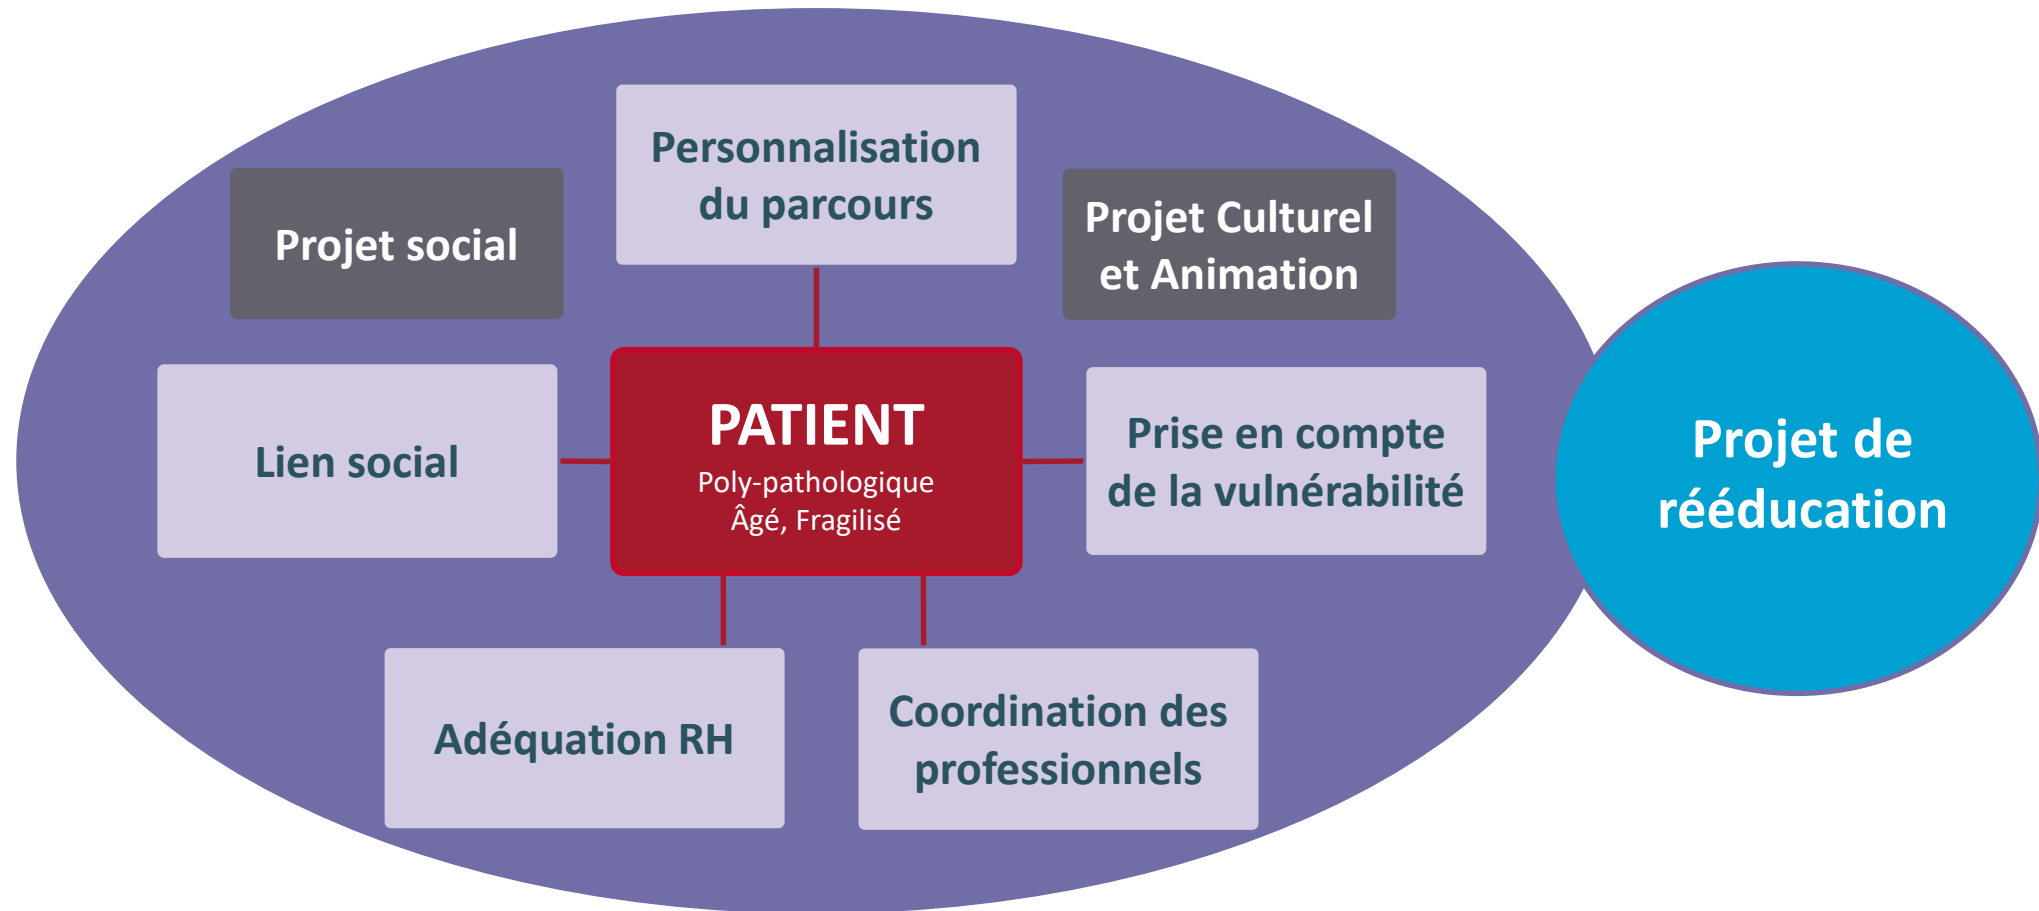 Personnalisation
du parcours
Projet social
Projet Culturel
et Animation
Lien social
PATIENT
Poly-pathologique
Âgé, Fragilisé
Prise en compte
de la vulnérabilité
Projet de
rééducation
Adéquation RH
Coordination des
professionnels